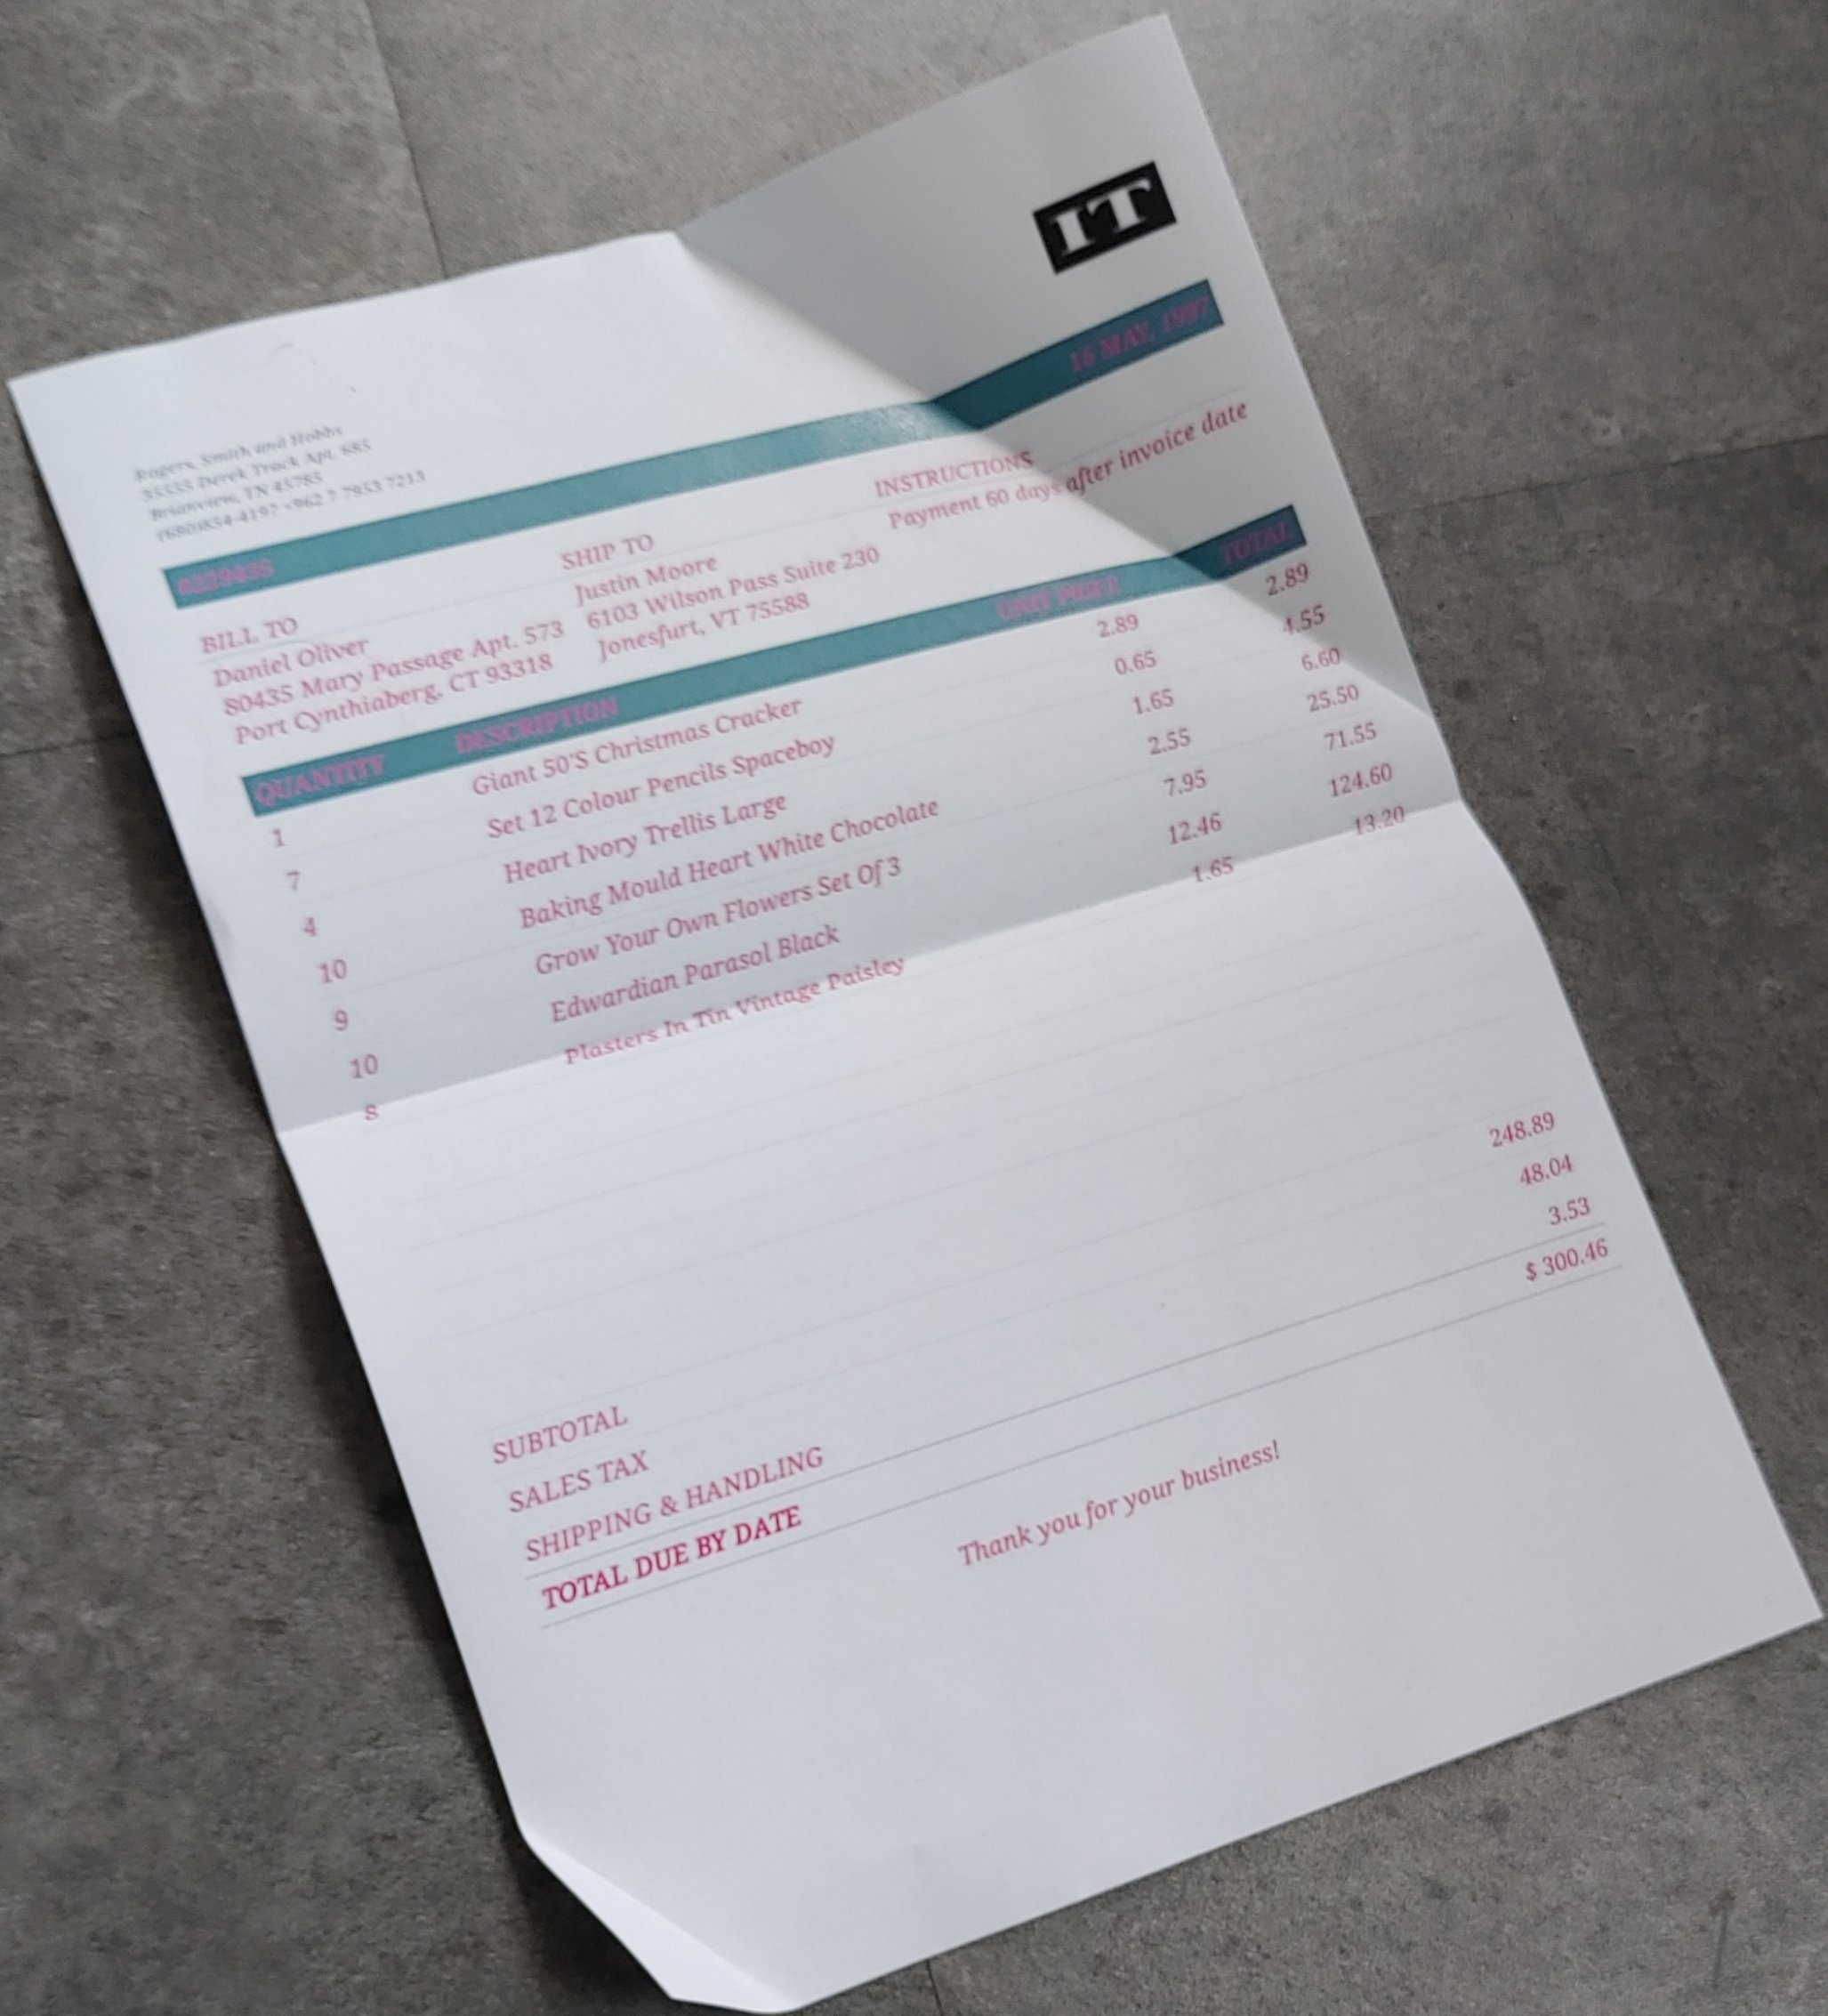 IT
Rogers, Smith and Hobbs
35555 Derek Track Apt. 685
Brianview, TN 45785
(680)834-4197 +962 7 7953 7213
16 MAY, 1997
BILL TO
Daniel Oliver
80435 Mary Passage Apt. 573
Port Cynthiaberg, CT 93318
SHIP TO
Justin Moore
6103 Wilson Pass Suite 230
Jonesfurt, VT 75588
INSTRUCTIONS
Payment 60 days after invoice date
QUANTITY DESCRIPTION UNIT PRICE TOTAL
1 Giant 50'S Christmas Cracker 2.89 2.89
7 Set 12 Colour Pencils Spaceboy 0.65 4.55
4 Heart Ivory Trellis Large 1.65 6.60
10 Baking Mould Heart White Chocolate 2.55 25.50
9 Grow Your Own Flowers Set Of 3 7.95 71.55
10 Edwardian Parasol Black 12.46 124.60
8 Plasters In Tin Vintage Paisley 1.65 13.20
SUBTOTAL 248.89
SALES TAX 48.04
SHIPPING & HANDLING 3.53
TOTAL DUE BY DATE $ 300.46
Thank you for your business!